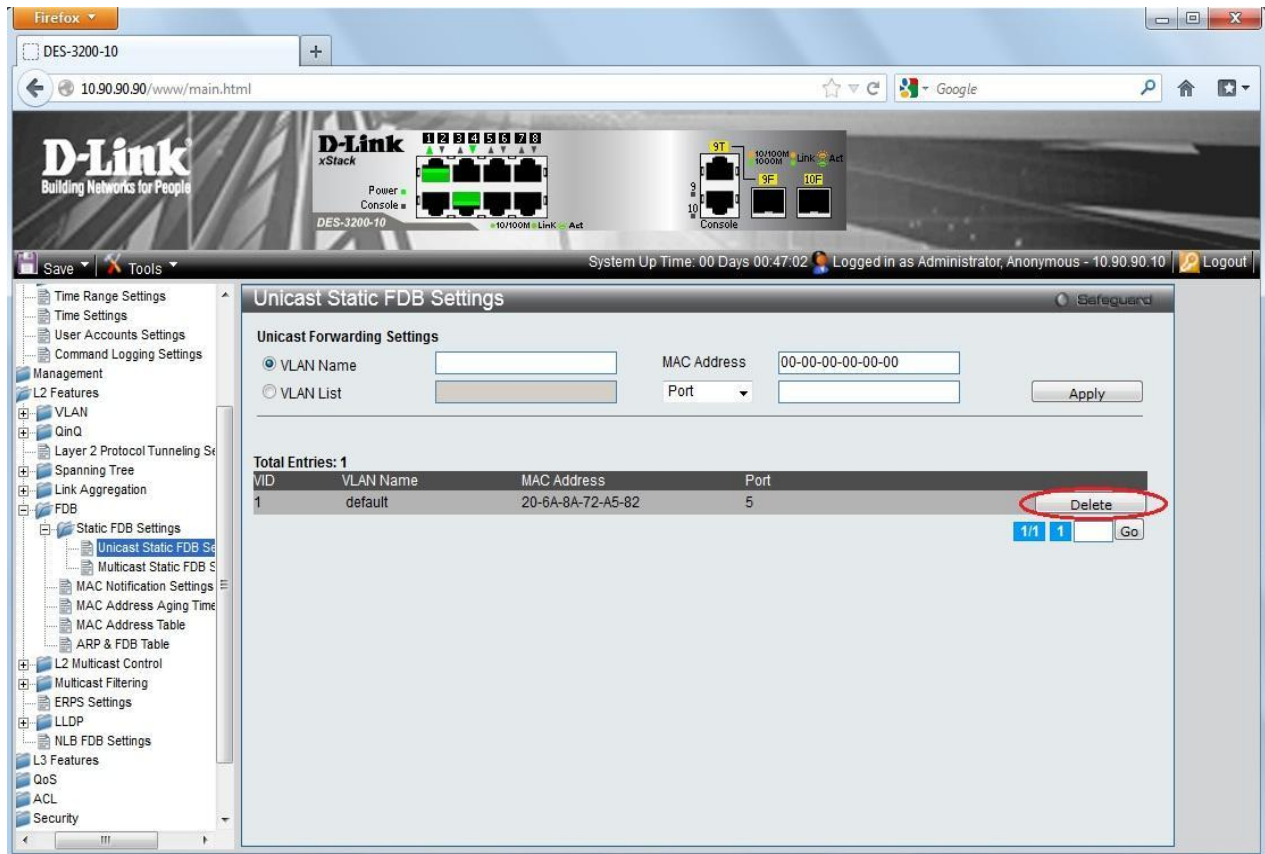 Firefox
DES-3200-10
+
10.90.90.90/www/main.html
Google
D-Link
Building Networks for People
D-Link
xStack
1 2 3 4 5 6 7 8
Power
Console
DES-3200-10
10/100M Link Act
9T
10/100M
1000M
Link Act
9F 10F
9
10
Console
Save
Tools
System Up Time: 00 Days 00:47:02
Logged in as Administrator, Anonymous - 10.90.90.10
Logout
Time Range Settings
Time Settings
User Accounts Settings
Command Logging Settings
Management
L2 Features
VLAN
QinQ
Layer 2 Protocol Tunneling Se
Spanning Tree
Link Aggregation
FDB
Static FDB Settings
Unicast Static FDB Se
Multicast Static FDB S
MAC Notification Settings
MAC Address Aging Time
MAC Address Table
ARP & FDB Table
L2 Multicast Control
Multicast Filtering
ERPS Settings
LLDP
NLB FDB Settings
L3 Features
QoS
ACL
Security
Unicast Static FDB Settings
Safeguard
Unicast Forwarding Settings
VLAN Name MAC Address 00-00-00-00-00-00
VLAN List Port Apply
Total Entries: 1
VID VLAN Name MAC Address Port
1 default 20-6A-8A-72-A5-82 5 Delete
1/1 1 Go